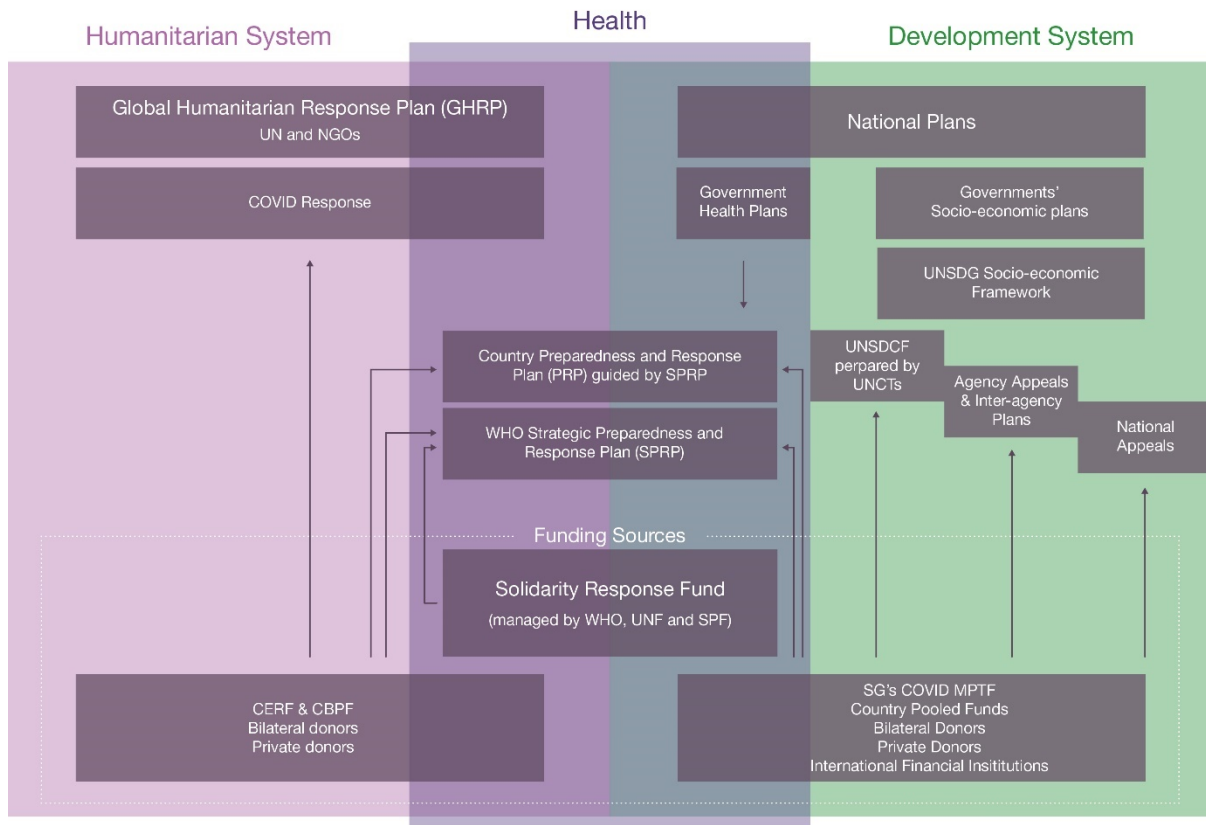 Humanitarian System
Health
Development System
Global Humanitarian Response Plan (GHRP)
UN and NGOs
COVID Response
National Plans
Government
Health Plans
Governments'
Socio-economic plans
UNSDG Socio-economic
Framework
Country Preparedness and Response
Plan (PRP) guided by SPRP
WHO Strategic Preparedness and
Response Plan (SPRP)
UNSDCF
perpared by
UNCTs
Agency Appeals
& Inter-agency
Plans
National
Appeals
Funding Sources
Solidarity Response Fund
(managed by WHO, UNF and SPF)
CERF & CBPF
Bilateral donors
Private donors
SG's COVID MPTF
Country Pooled Funds
Bilateral Donors
Private Donors
International Financial Insititutions